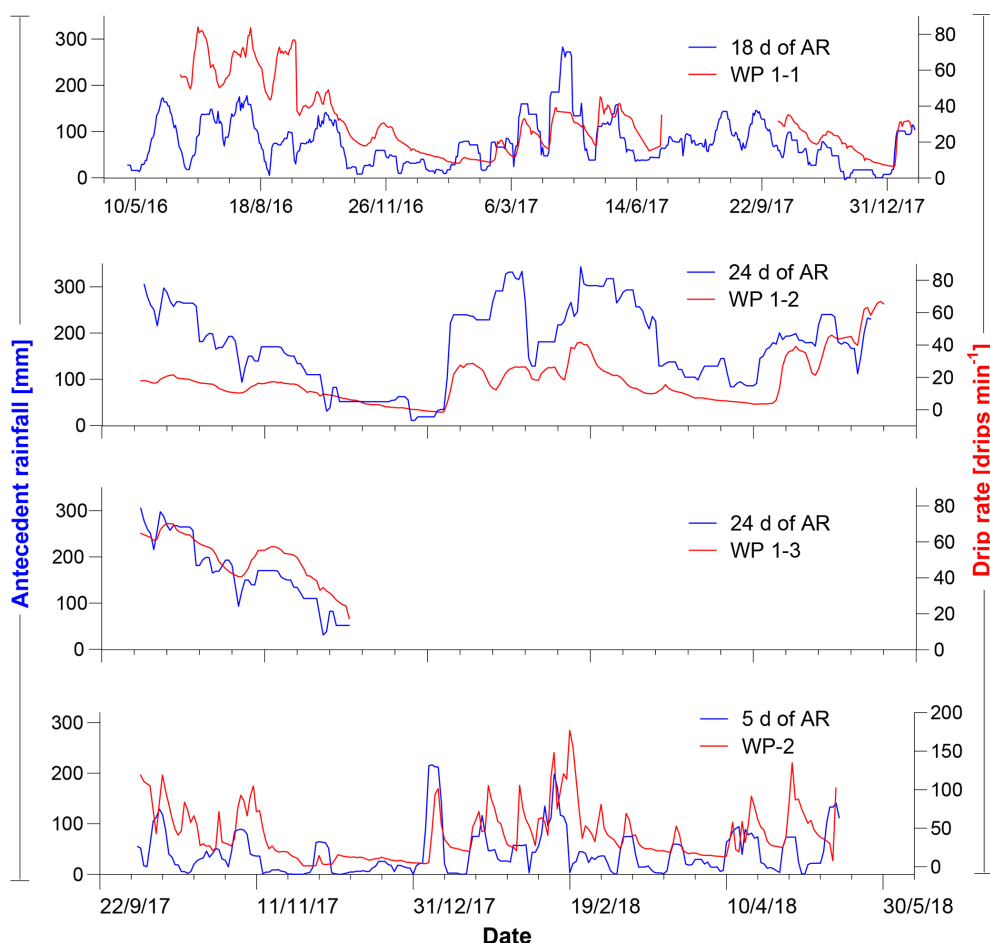 300
200
100
0
18 d of AR
WP 1-1
80
60
40
20
0
10/5/16 18/8/16 26/11/16 6/3/17 14/6/17 22/9/17 31/12/17
300
200
100
0
24 d of AR
WP 1-2
80
60
40
20
0
Antecedent rainfall [mm]
Drip rate [drips min⁻¹]
300
200
100
0
24 d of AR
WP 1-3
80
60
40
20
0
300
200
100
0
5 d of AR
WP-2
200
150
100
50
0
22/9/17 11/11/17 31/12/17 19/2/18 10/4/18 30/5/18
Date